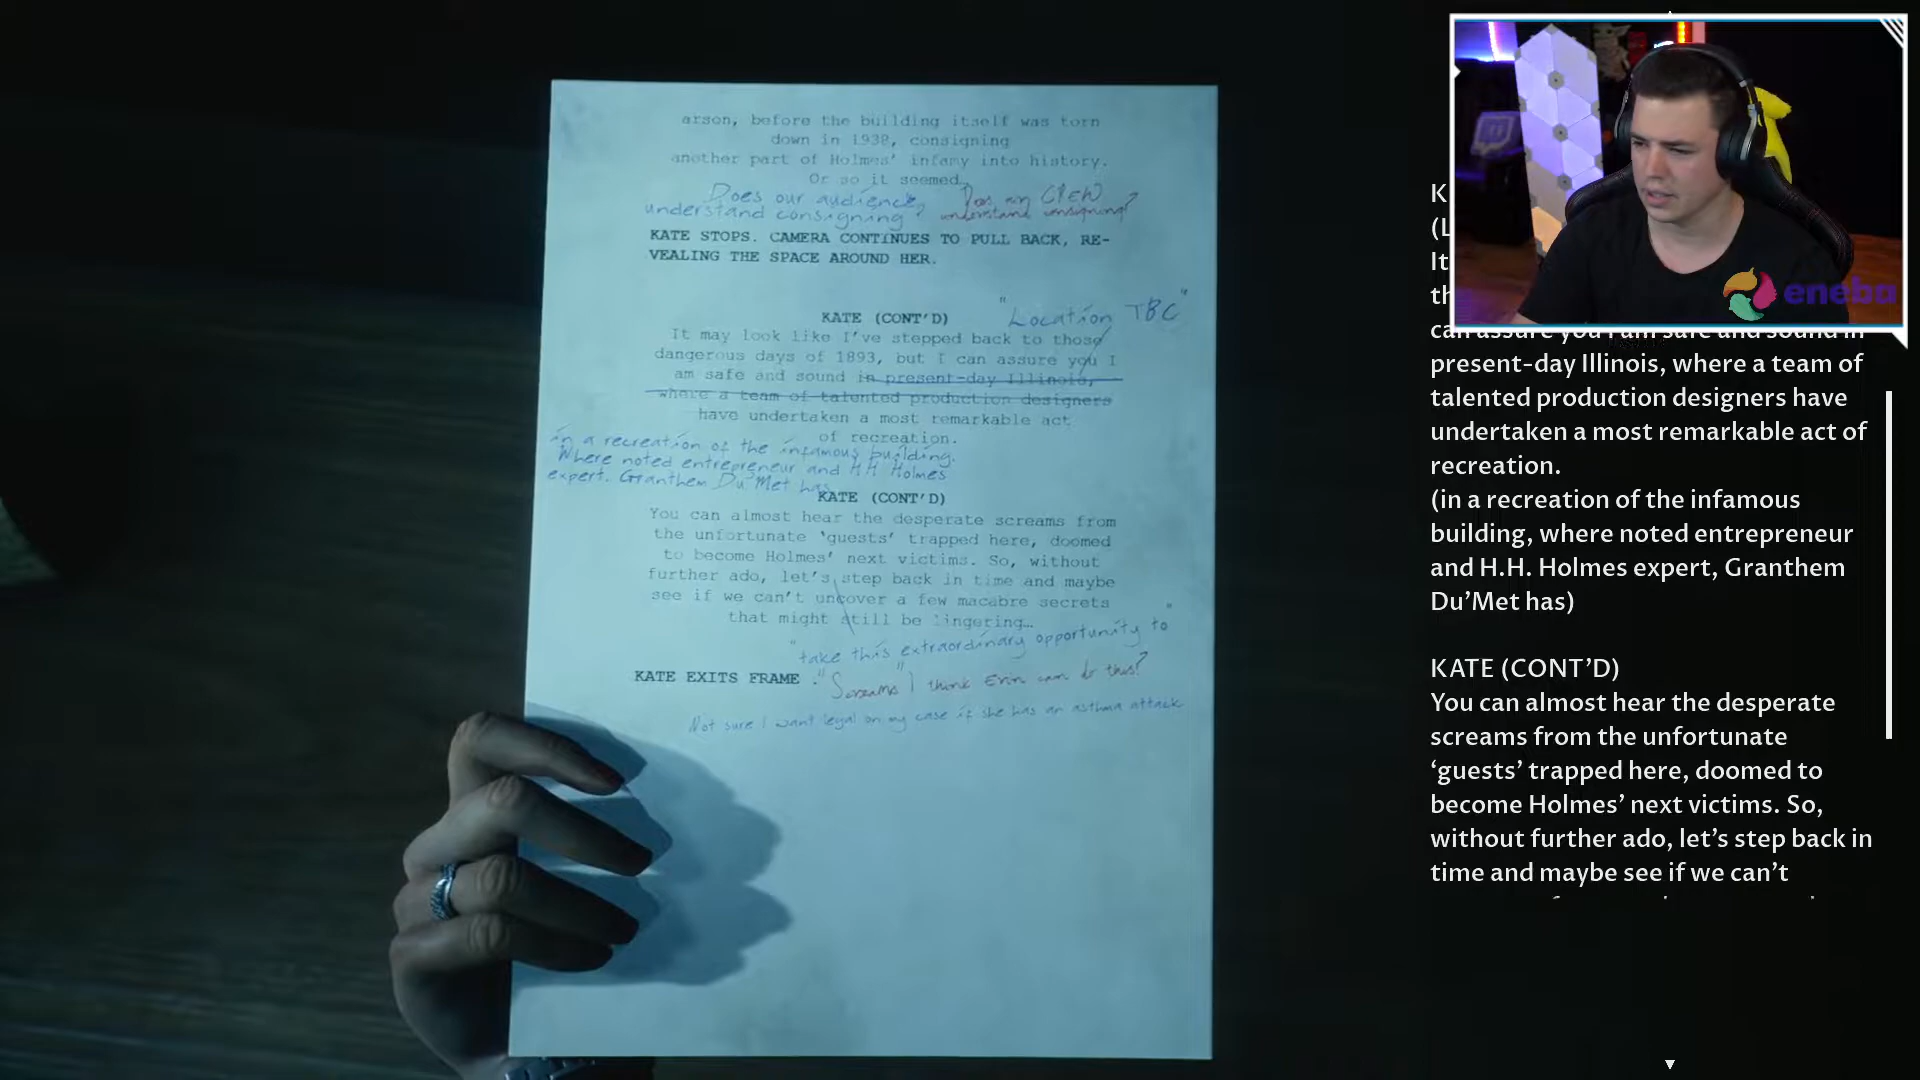 arson, before the building itself was torn
down in 1938, consigning
another part of Holmes' infamy into history.
Or so it seemed…
Does our audience
understand consigning?
Does my CREW
understand consigning?
KATE STOPS. CAMERA CONTINUES TO PULL BACK, RE-
VEALING THE SPACE AROUND HER.
"Location TBC"
KATE (CONT'D)
It may look like I've stepped back to those
dangerous days of 1893, but I can assure you I
am safe and sound in present-day Illinois,
where a team of talented production designers
have undertaken a most remarkable act
of recreation.
in a recreation of the infamous building.
Where noted entrepreneur and HH Holmes
expert. Granthem Du'Met has
KATE (CONT'D)
You can almost hear the desperate screams from
the unfortunate 'guests' trapped here, doomed
to become Holmes' next victims. So, without
further ado, let's step back in time and maybe
see if we can't uncover a few macabre secrets
that might still be lingering…
"take this extraordinary opportunity to"
KATE EXITS FRAME .
"Screams" I think Erin can do this?
Not sure I want legal on my case if she has an asthma attack
K
(L
It
th
can assure you I am safe and sound in
present-day Illinois, where a team of
talented production designers have
undertaken a most remarkable act of
recreation.
(in a recreation of the infamous
building, where noted entrepreneur
and H.H. Holmes expert, Granthem
Du'Met has)
KATE (CONT'D)
You can almost hear the desperate
screams from the unfortunate
'guests' trapped here, doomed to
become Holmes' next victims. So,
without further ado, let's step back in
time and maybe see if we can't
eneba